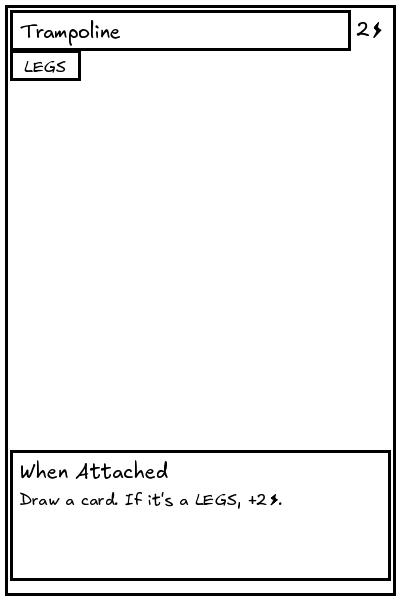 Trampoline
2⚡
LEGS
When Attached
Draw a card. If it's a LEGS, +2⚡.